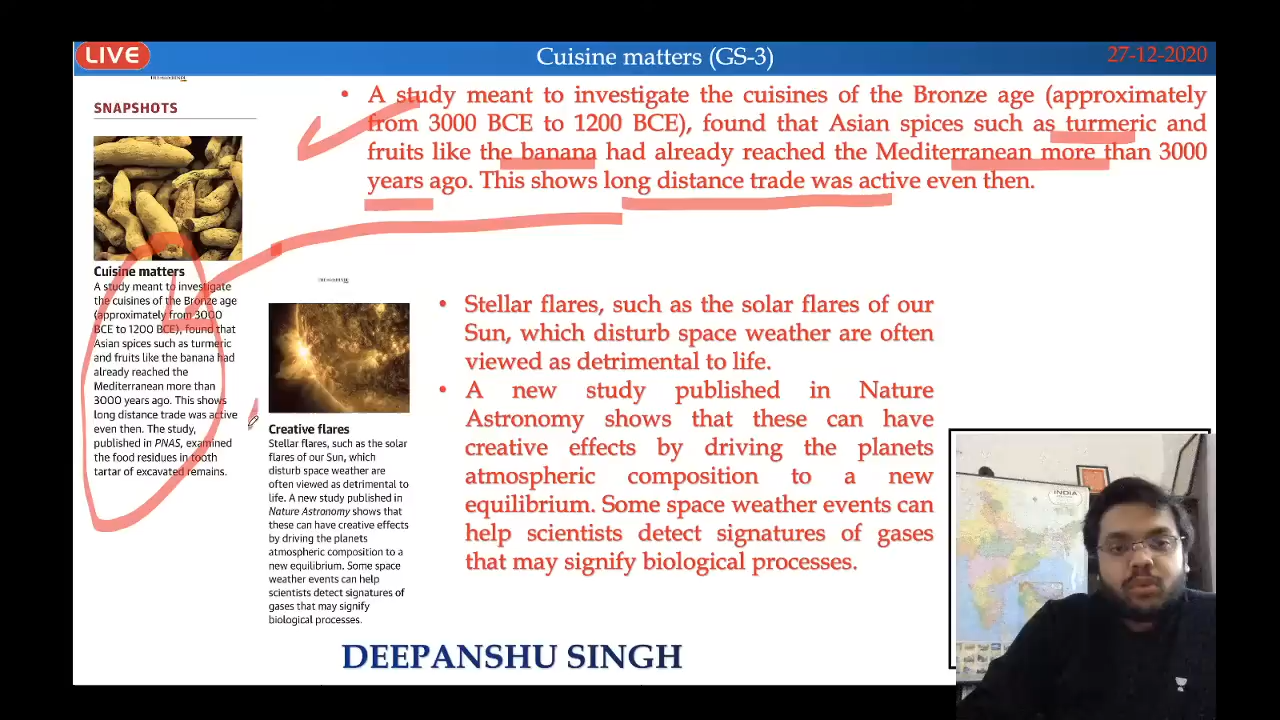 LIVE
Cuisine matters (GS-3)
27-12-2020
SNAPSHOTS
• A study meant to investigate the cuisines of the Bronze age (approximately
from 3000 BCE to 1200 BCE), found that Asian spices such as turmeric and
fruits like the banana had already reached the Mediterranean more than 3000
years ago. This shows long distance trade was active even then.
Cuisine matters
A study meant to investigate
the cuisines of the Bronze age
(approximately from 3000
BCE to 1200 BCE), found that
Asian spices such as turmeric
and fruits like the banana had
already reached the
Mediterranean more than
3000 years ago. This shows
long distance trade was active
even then. The study,
published in PNAS, examined
the food residues in tooth
tartar of excavated remains.
• Stellar flares, such as the solar flares of our
Sun, which disturb space weather are often
viewed as detrimental to life.
• A new study published in Nature
Astronomy shows that these can have
creative effects by driving the planets
atmospheric composition to a new
equilibrium. Some space weather events can
help scientists detect signatures of gases
that may signify biological processes.
Creative flares
Stellar flares, such as the solar
flares of our Sun, which
disturb space weather are
often viewed as detrimental to
life. A new study published in
Nature Astronomy shows that
these can have creative effects
by driving the planets
atmospheric composition to a
new equilibrium. Some space
weather events can help
scientists detect signatures of
gases that may signify
biological processes.
INDIA
DEEPANSHU SINGH